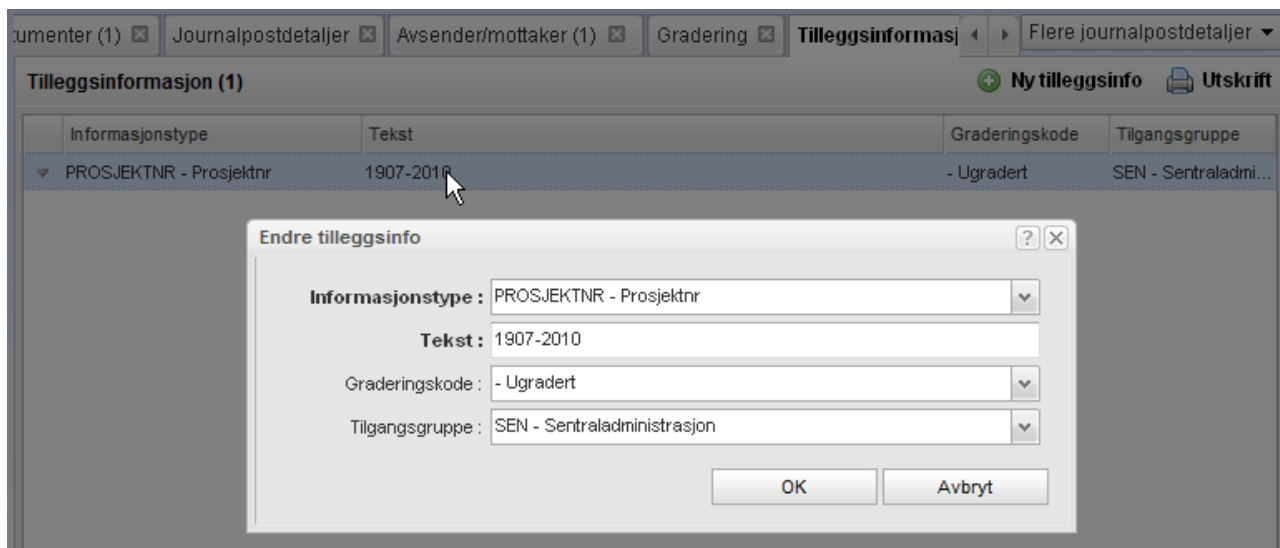 umenter (1) Journalpostdetaljer Avsender/mottaker (1) Gradering Tilleggsinformasj Flere journalpostdetaljer
Tilleggsinformasjon (1) Ny tilleggsinfo Utskrift
Informasjonstype Tekst Graderingskode Tilgangsgruppe
PROSJEKTNR - Prosjektnr 1907-2010 - Ugradert SEN - Sentraladmi...
Endre tilleggsinfo ?
Informasjonstype : PROSJEKTNR - Prosjektnr
Tekst : 1907-2010
Graderingskode : - Ugradert
Tilgangsgruppe : SEN - Sentraladministrasjon
OK Avbryt